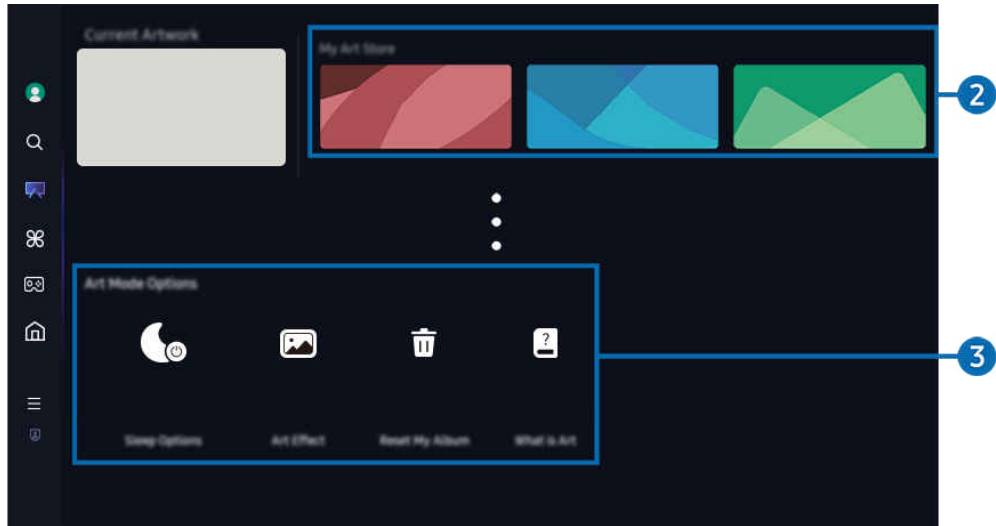 Current Artwork
My Art Store
2
Art Mode Options
3
Sleep Options
Art Effect
Reset My Album
What is Art